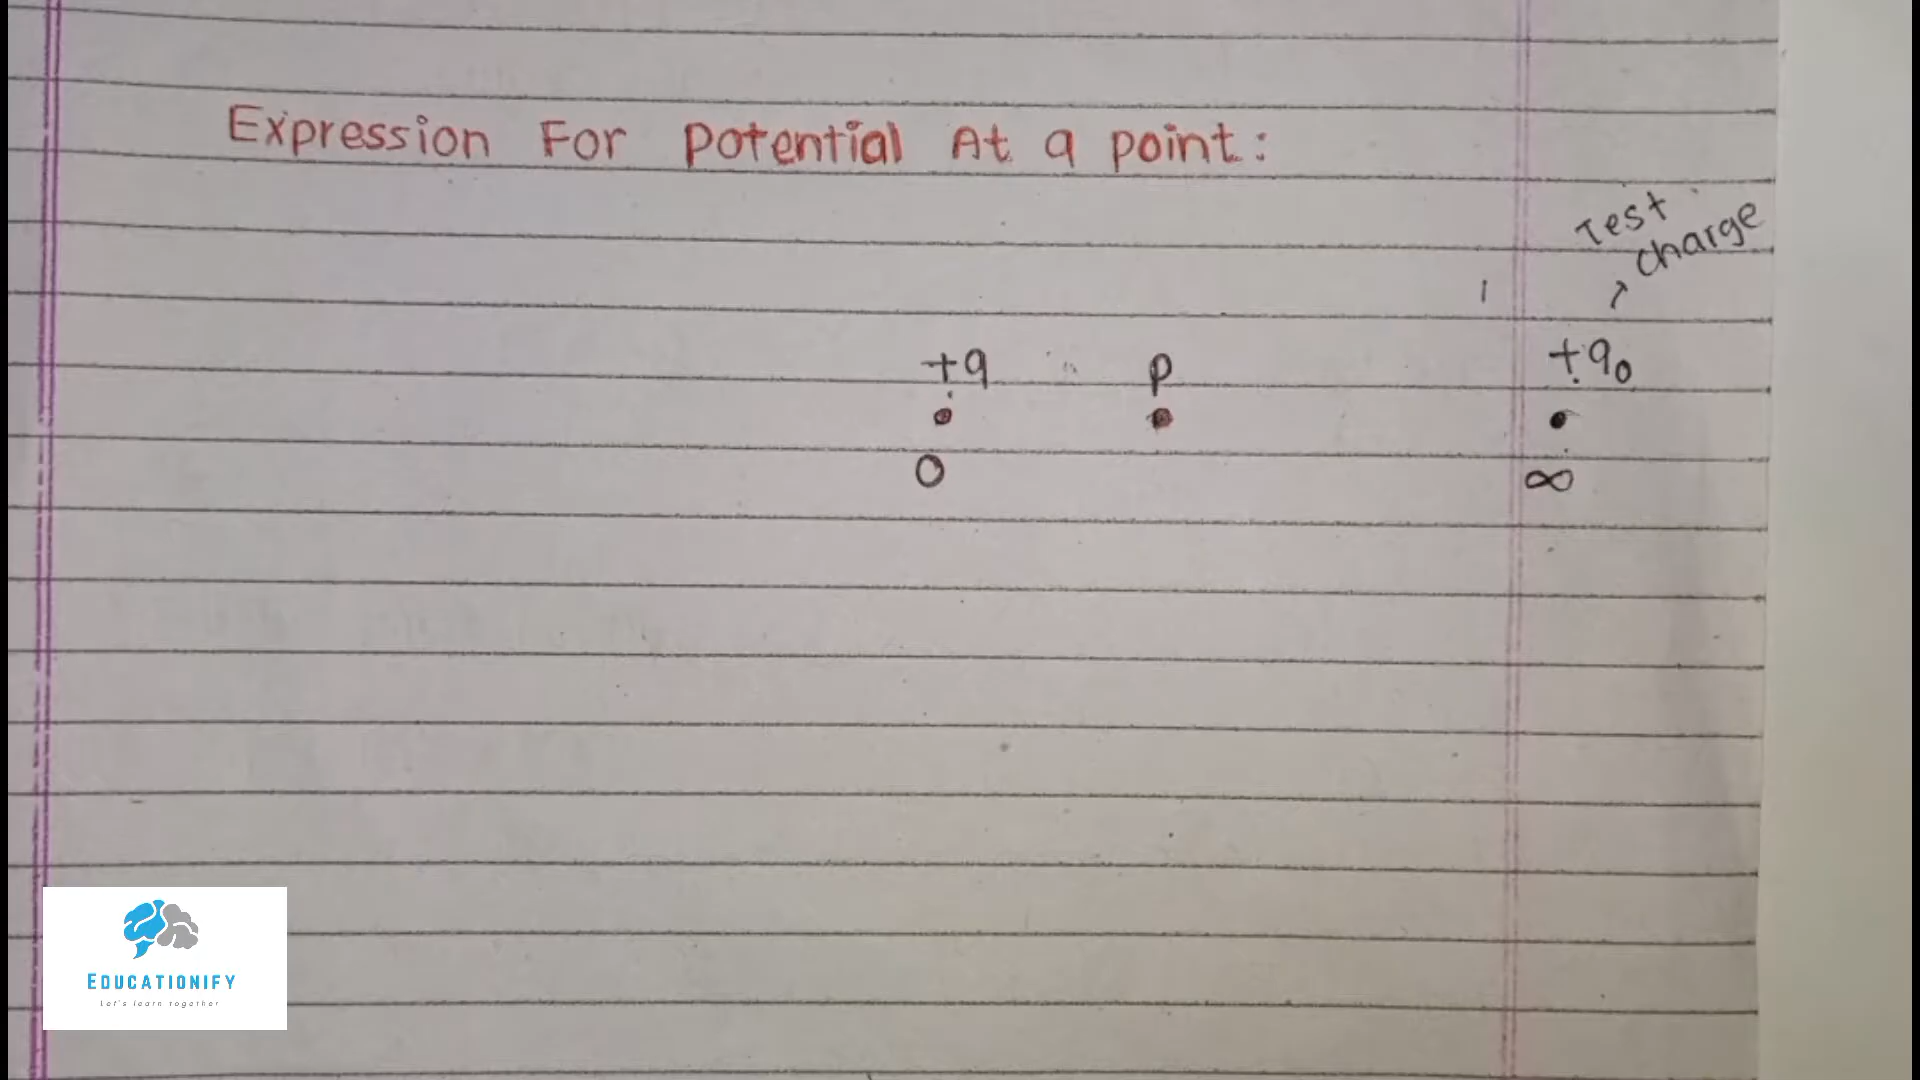 Expression For Potential At a point:
Test
charge
+q P +q₀
O ∞
EDUCATIONIFY
Let's learn together